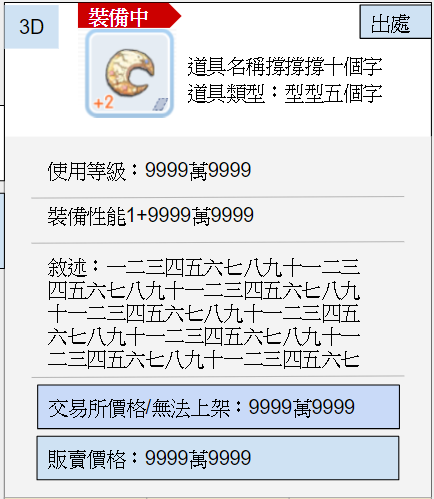 3D
裝備中
出處
+2
道具名稱撐撐撐十個字
道具類型：型型五個字
使用等級：9999萬9999
裝備性能1+9999萬9999
敘述：一二三四五六七八九十一二三
四五六七八九十一二三四五六七八九
十一二三四五六七八九十一二三四五
六七八九十一二三四五六七八九十一
二三四五六七八九十一二三四五六七
交易所價格/無法上架：9999萬9999
販賣價格：9999萬9999